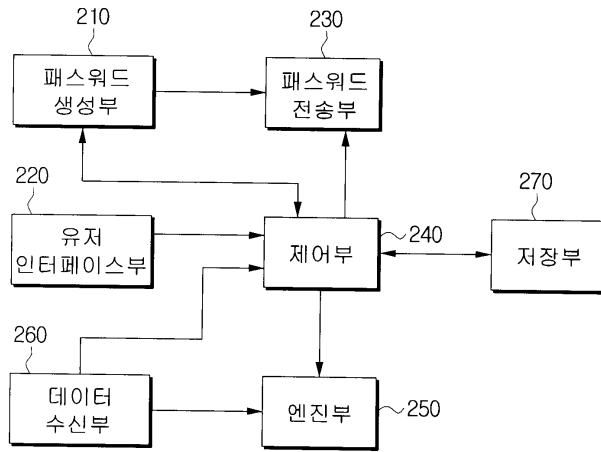 210
230
패스워드
생성부
패스워드
전송부
220
270
유저
인터페이스부
제어부
240
저장부
260
데이터
수신부
엔진부
250